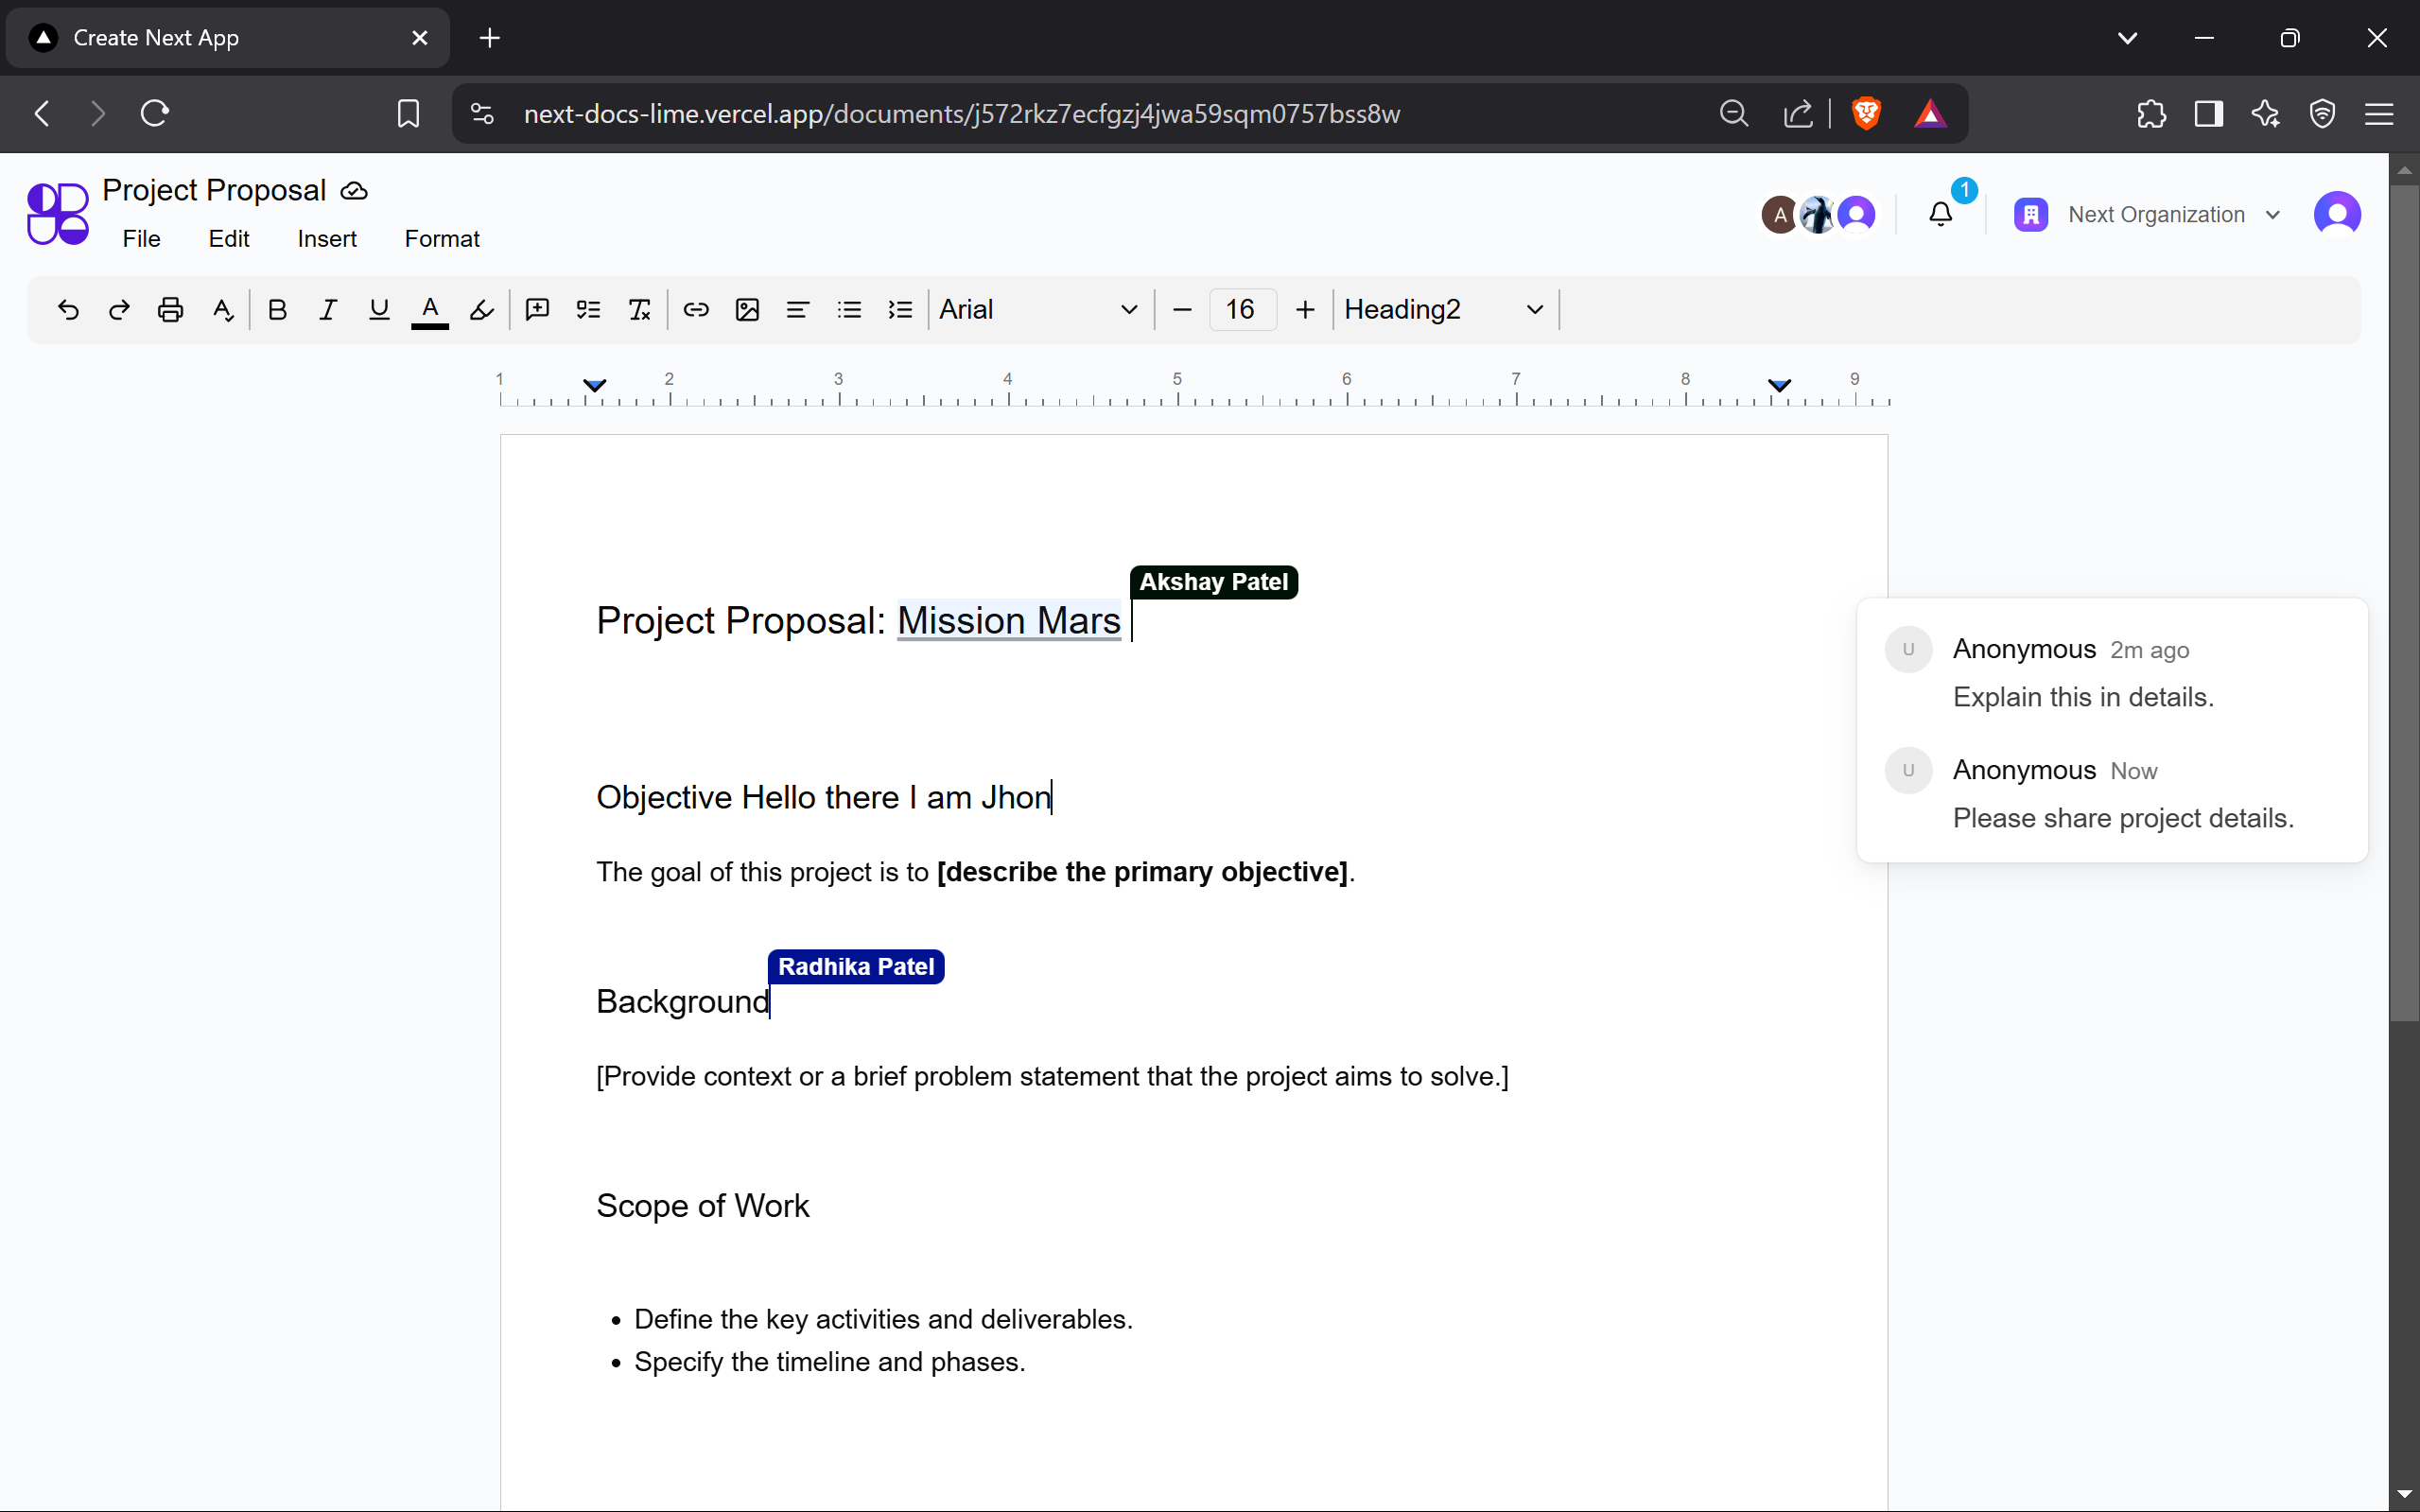 Create Next App
next-docs-lime.vercel.app/documents/j572rkz7ecfgzj4jwa59sqm0757bss8w
Project Proposal
File Edit Insert Format
A
1
Next Organization
A Arial 16 Heading2
1 2 3 4 5 6 7 8 9
Akshay Patel
Project Proposal: Mission Mars
U Anonymous 2m ago
Explain this in details.
U Anonymous Now
Please share project details.
Objective Hello there I am Jhon
The goal of this project is to [describe the primary objective].
Radhika Patel
Background
[Provide context or a brief problem statement that the project aims to solve.]
Scope of Work
• Define the key activities and deliverables.
• Specify the timeline and phases.